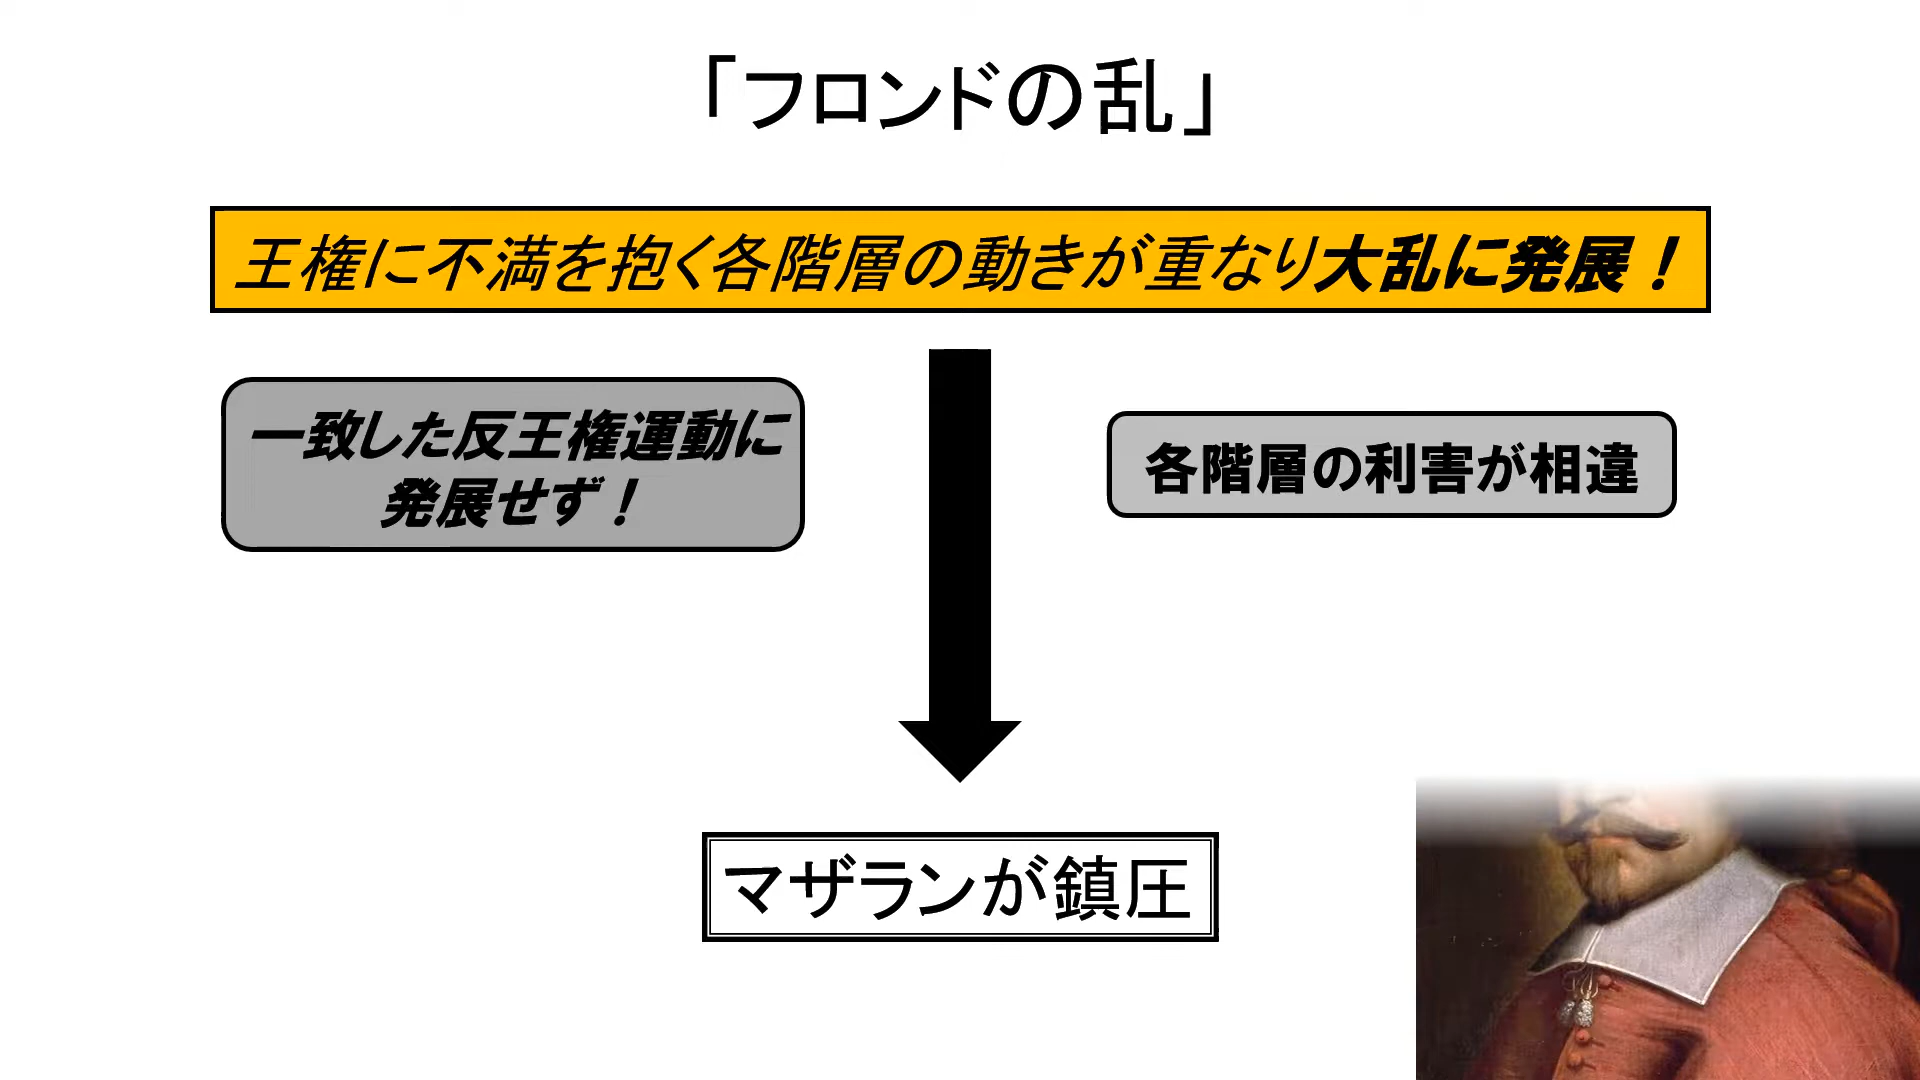 「フロンドの乱」
王権に不満を抱く各階層の動きが重なり大乱に発展！
一致した反王権運動に
発展せず！
各階層の利害が相違
マザランが鎮圧